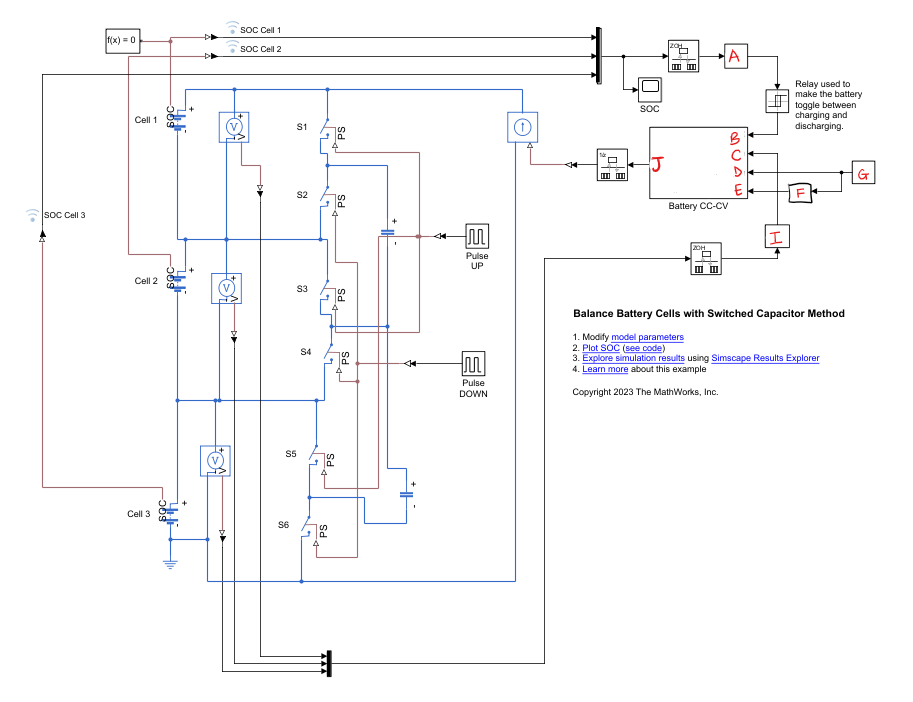 f(x) = 0
SOC Cell 1
SOC Cell 2
ZOH
A
SOC
Relay used to
make the battery
toggle between
charging and
discharging.
Cell 1
SOC
+
-
V
+
V
-
S1
PS
S2
PS
+
-
1/z
J
B
C
D
E
Battery CC-CV
F
G
I
ZOH
SOC Cell 3
Pulse
UP
Cell 2
SOC
+
-
V
+
V
-
S3
PS
S4
PS
Pulse
DOWN
Balance Battery Cells with Switched Capacitor Method
1. Modify model parameters
2. Plot SOC (see code)
3. Explore simulation results using Simscape Results Explorer
4. Learn more about this example
Copyright 2023 The MathWorks, Inc.
V
+
V
-
S5
PS
+
-
Cell 3
SOC
+
-
S6
PS